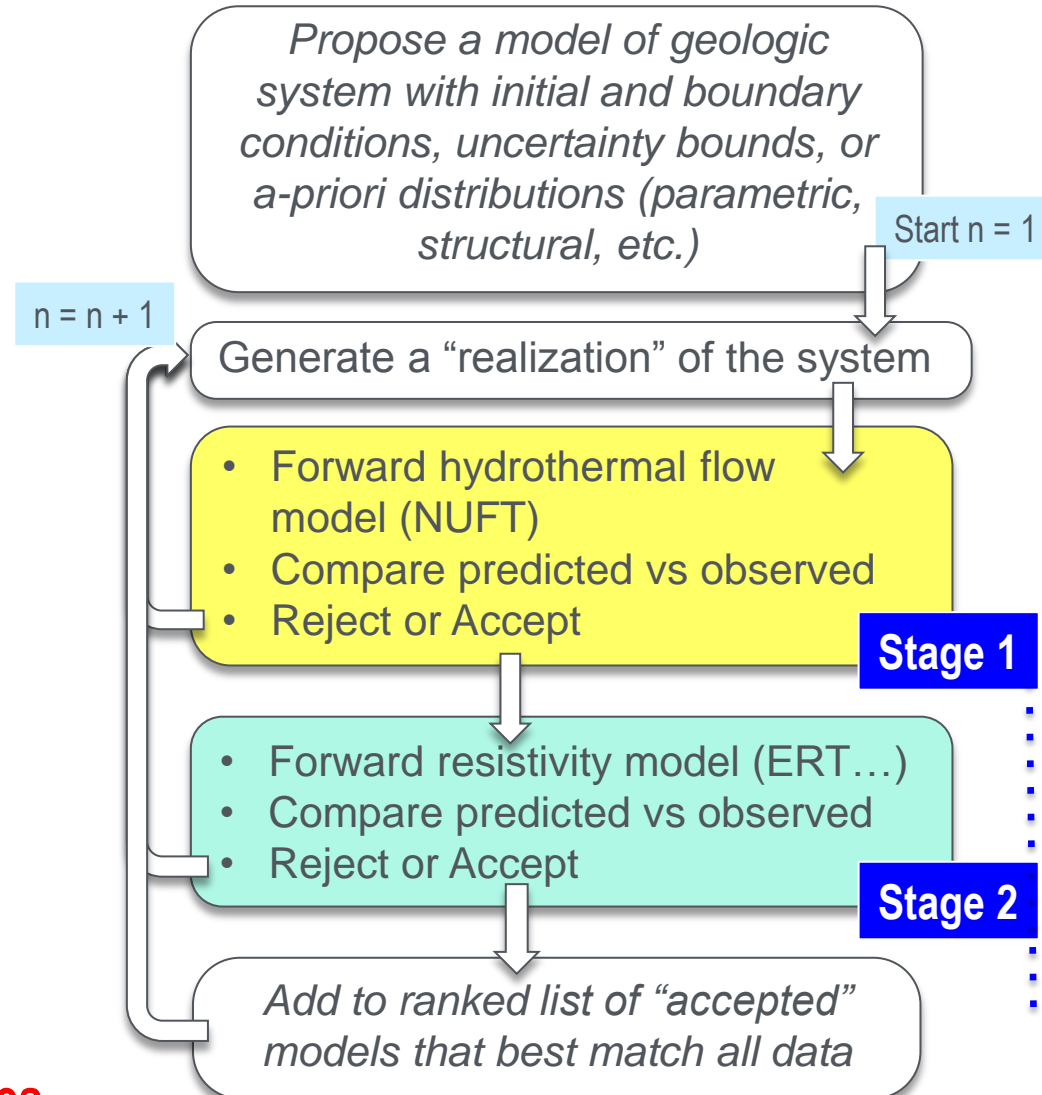 Propose a model of geologic
system with initial and boundary
conditions, uncertainty bounds, or
a-priori distributions (parametric,
structural, etc.)
Start n = 1
n = n + 1
Generate a “realization” of the system
• Forward hydrothermal flow
model (NUFT)
• Compare predicted vs observed
• Reject or Accept
Stage 1
• Forward resistivity model (ERT…)
• Compare predicted vs observed
• Reject or Accept
Stage 2
Add to ranked list of “accepted”
models that best match all data